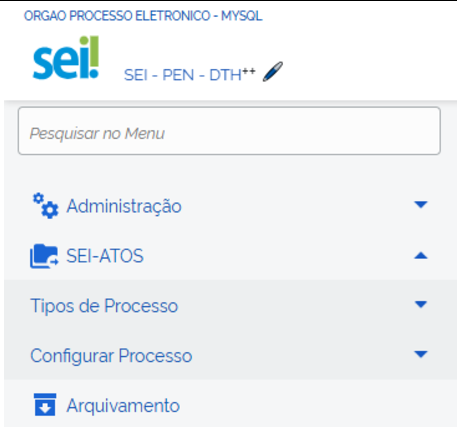 ORGAO PROCESSO ELETRONICO - MYSQL
sei!
SEI - PEN - DTH++
Pesquisar no Menu
Administração
SEI-ATOS
Tipos de Processo
Configurar Processo
Arquivamento